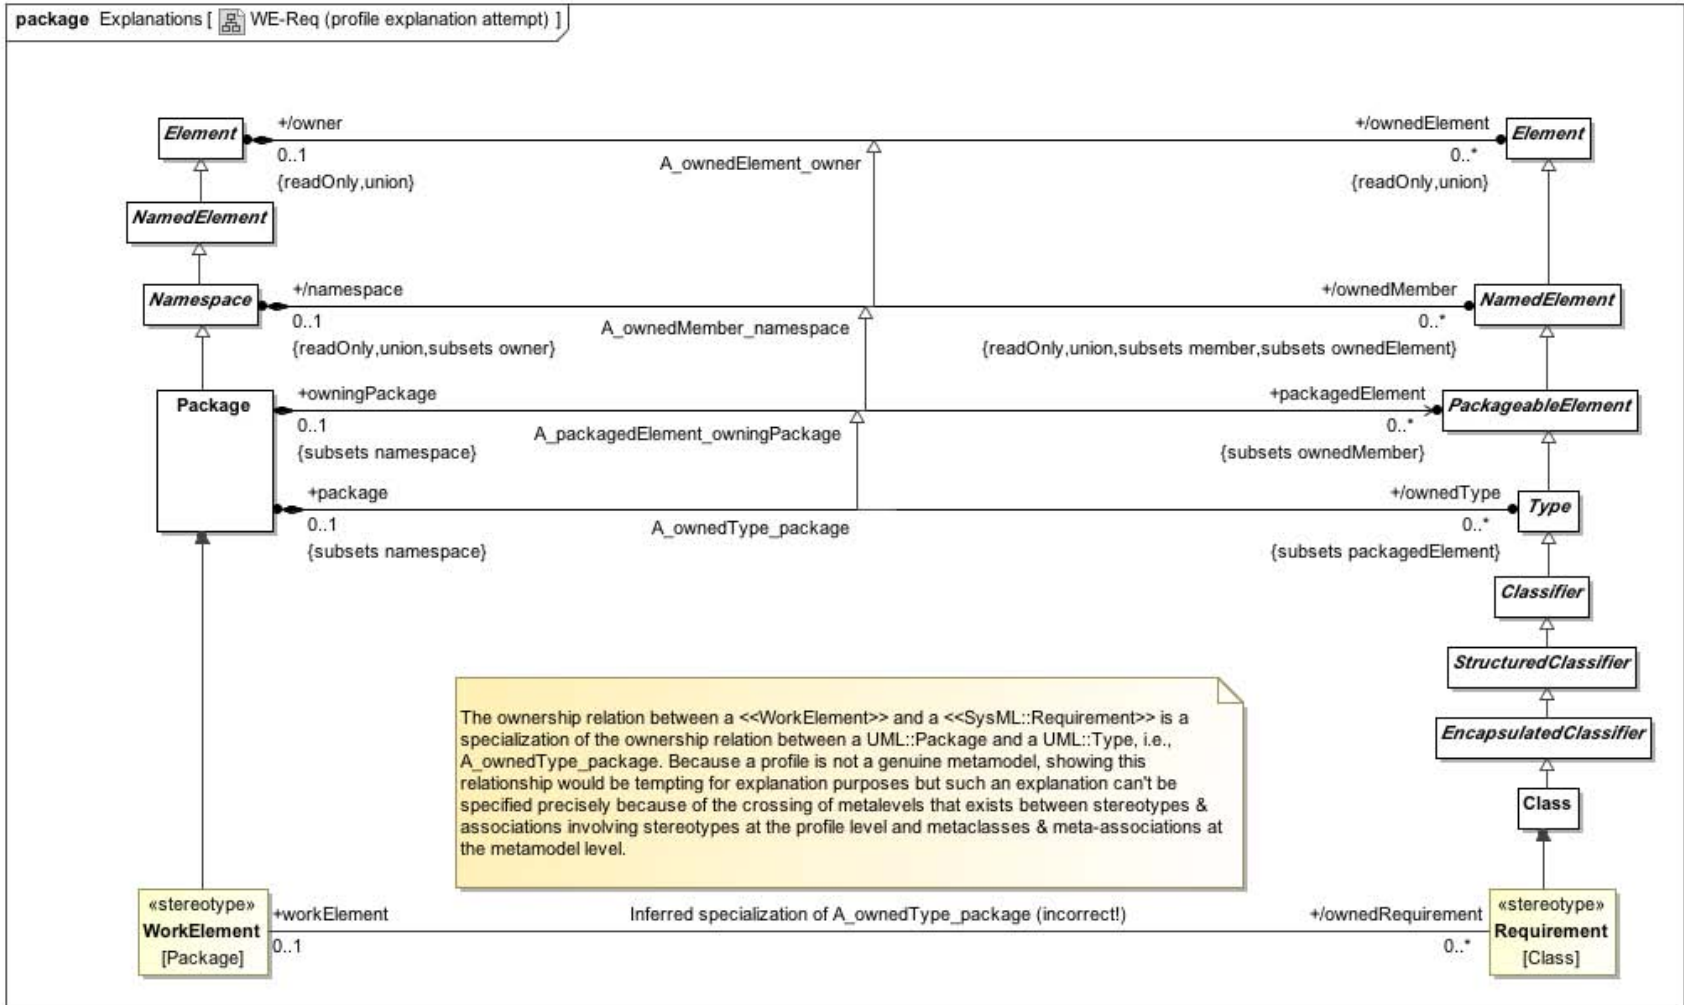 package Explanations [ WE-Req (profile explanation attempt) ]
+/owner
+/ownedElement
Element
Element
0..1
A_ownedElement_owner
0..*
{readOnly,union}
{readOnly,union}
NamedElement
+/namespace
+/ownedMember
Namespace
NamedElement
0..1
A_ownedMember_namespace
0..*
{readOnly,union,subsets owner}
{readOnly,union,subsets member,subsets ownedElement}
+owningPackage
+packagedElement
Package
PackageableElement
0..1
A_packagedElement_owningPackage
0..*
{subsets namespace}
{subsets ownedMember}
+package
+/ownedType
Type
0..1
A_ownedType_package
0..*
{subsets namespace}
{subsets packagedElement}
Classifier
StructuredClassifier
The ownership relation between a <<WorkElement>> and a <<SysML::Requirement>> is a
specialization of the ownership relation between a UML::Package and a UML::Type, i.e.,
A_ownedType_package. Because a profile is not a genuine metamodel, showing this
relationship would be tempting for explanation purposes but such an explanation can't be
specified precisely because of the crossing of metalevels that exists between stereotypes &
associations involving stereotypes at the profile level and metaclasses & meta-associations at
the metamodel level.
EncapsulatedClassifier
Class
«stereotype»
WorkElement
[Package]
+workElement
0..1
Inferred specialization of A_ownedType_package (incorrect!)
+/ownedRequirement
0..*
«stereotype»
Requirement
[Class]